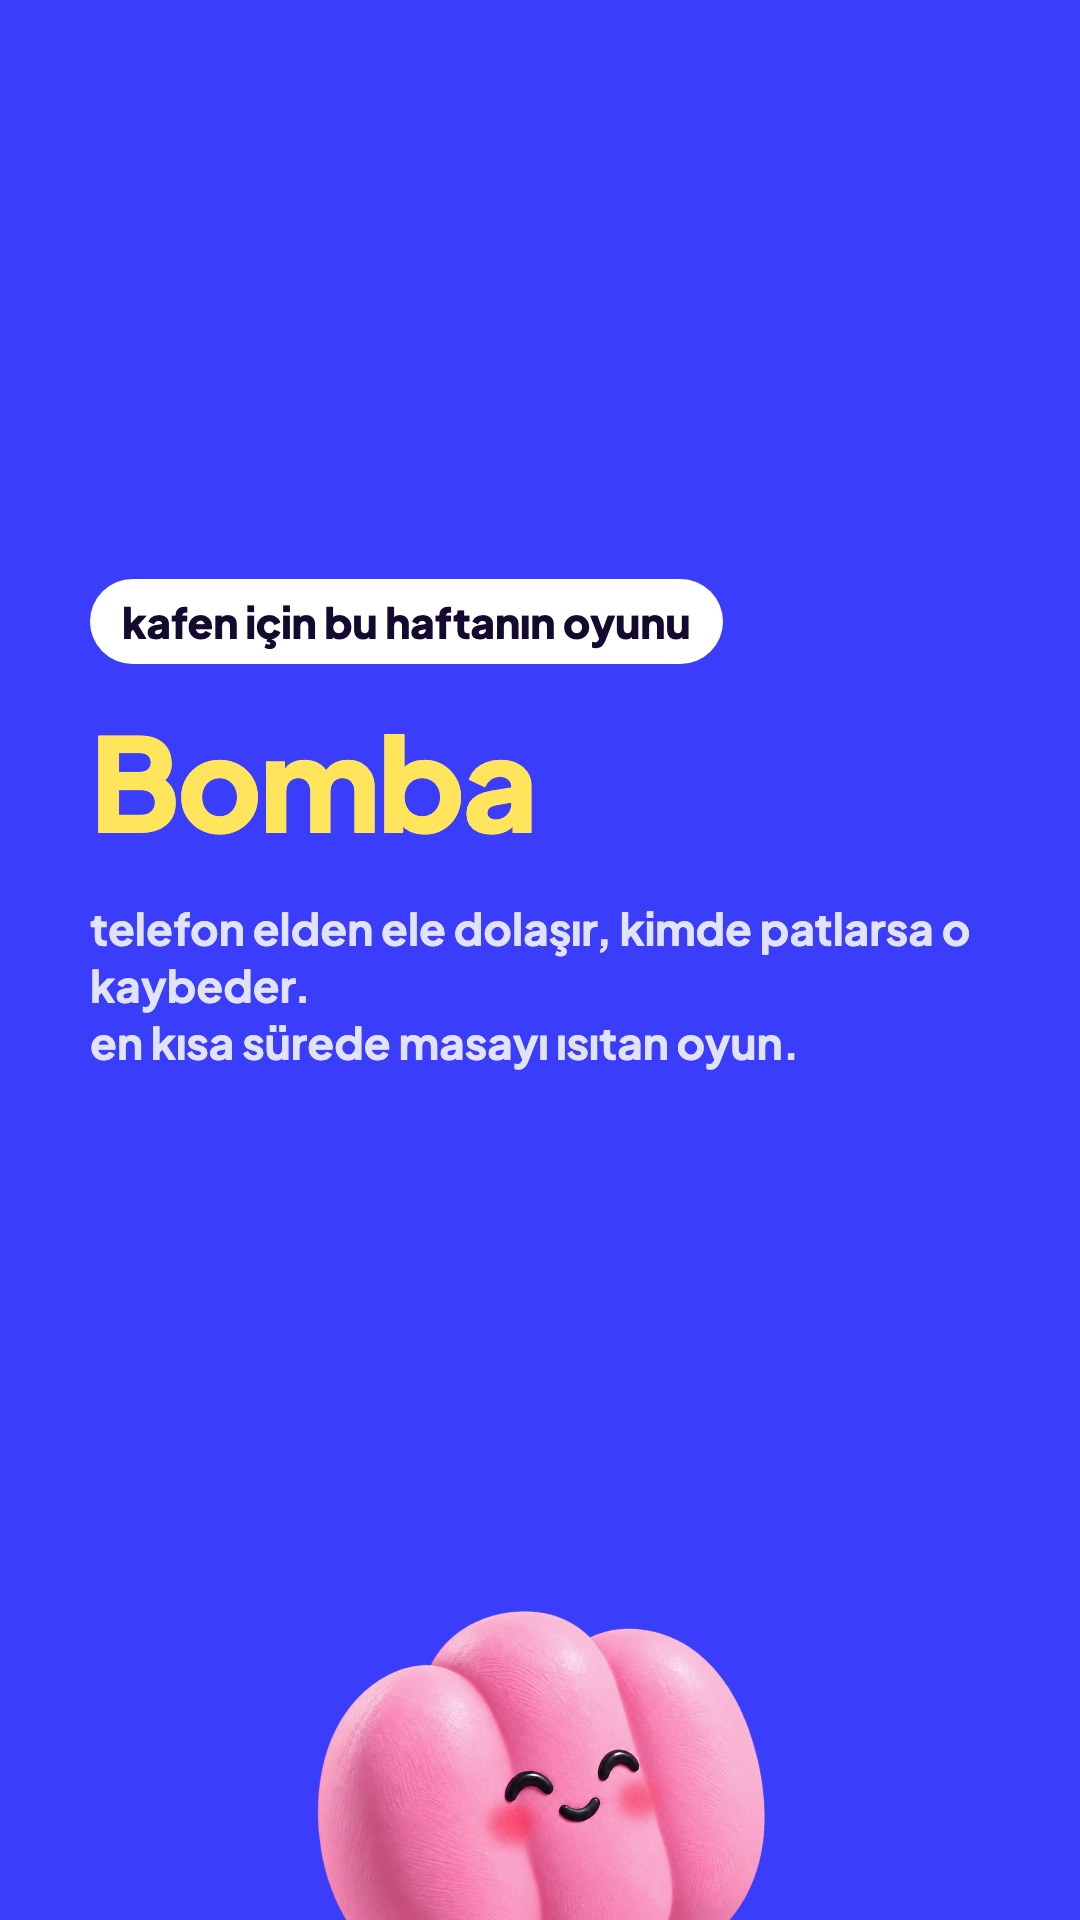 kafen için bu haftanın oyunu
Bomba
telefon elden ele dolaşır, kimde patlarsa o
kaybeder.
en kısa sürede masayı ısıtan oyun.